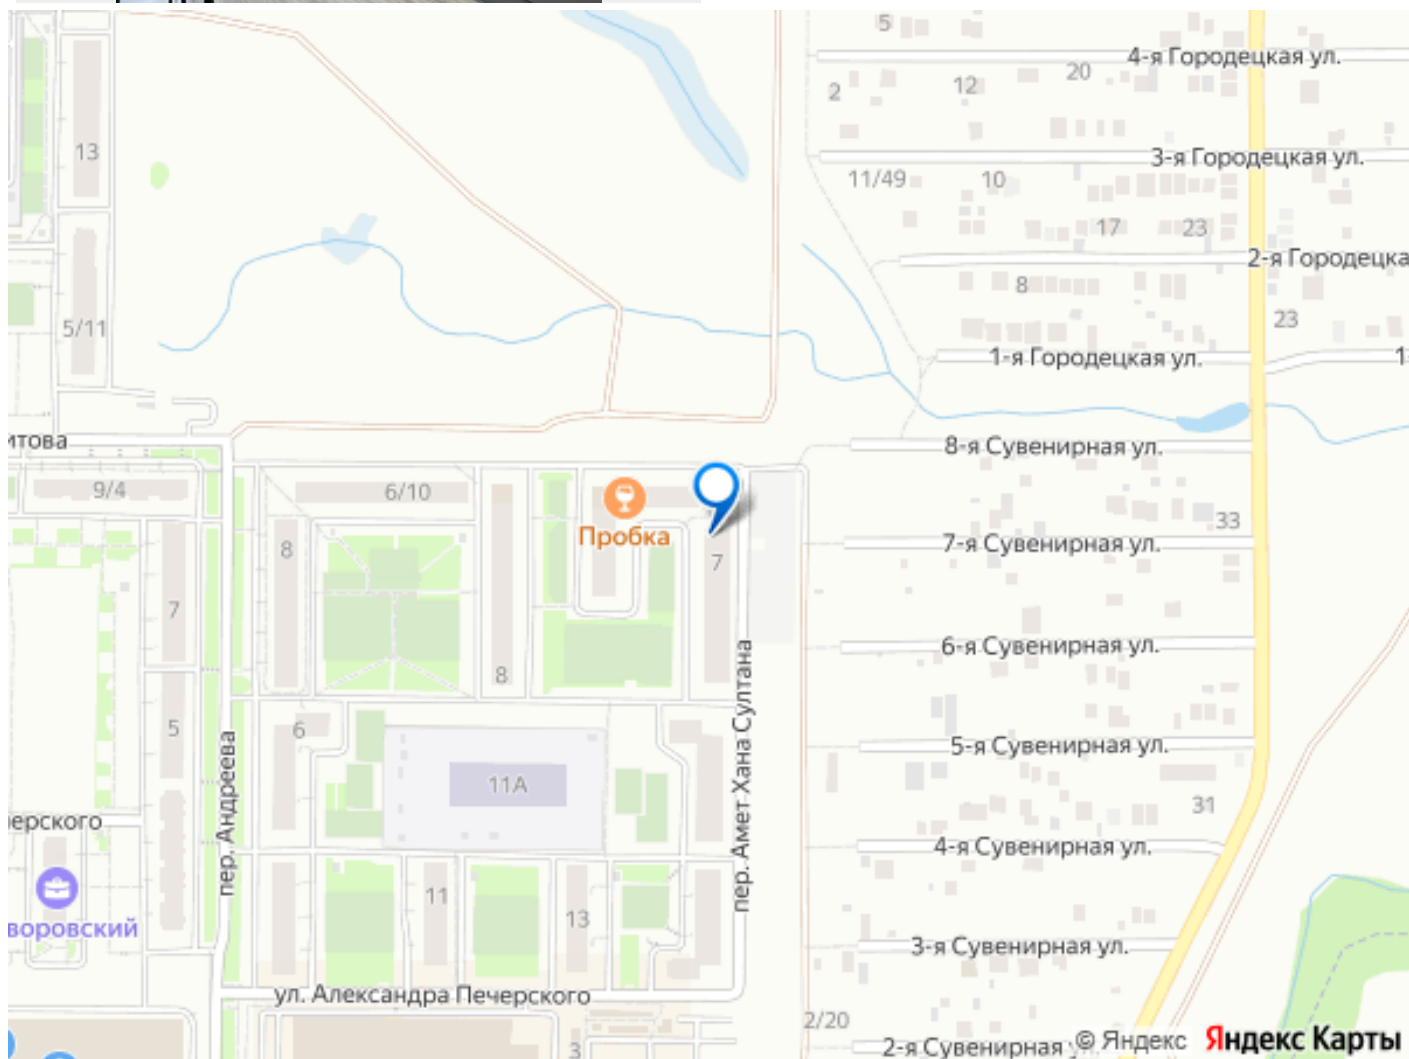 5
4-я Городецкая ул.
20
12
2
13
3-я Городецкая ул.
11/49
10
17
23
2-я Городецка
8
23
5/11
1-я Городецкая ул.
1
итова
8-я Сувенирная ул.
9/4
6/10
33
Пробка
7-я Сувенирная ул.
8
7
7
6-я Сувенирная ул.
8
пер. Амет Хана Султана
5
6
5-я Сувенирная ул.
пер. Андреева
11А
31
ерского
4-я Сувенирная ул.
11
13
воровский
3-я Сувенирная ул.
ул. Александра Печерского
2/20
3
2-я Сувенирная
© Яндекс Яндекс Карты